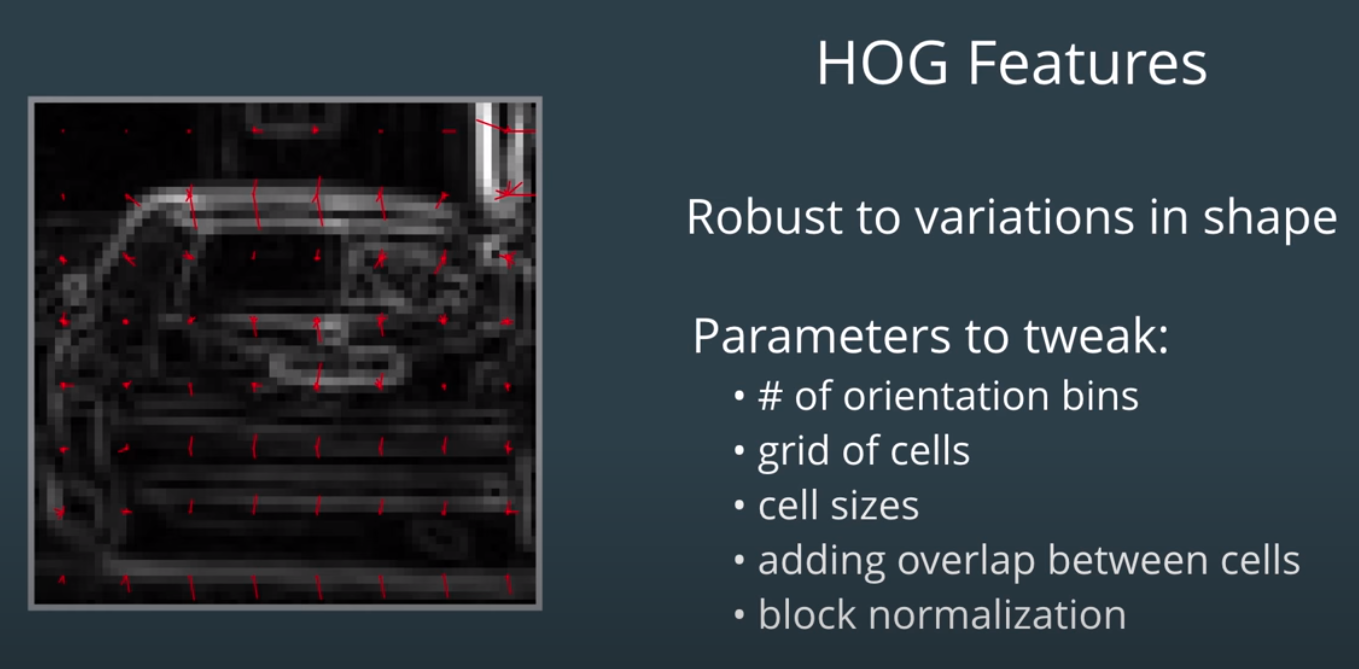 HOG Features
Robust to variations in shape
Parameters to tweak:
• # of orientation bins
• grid of cells
• cell sizes
• adding overlap between cells
• block normalization